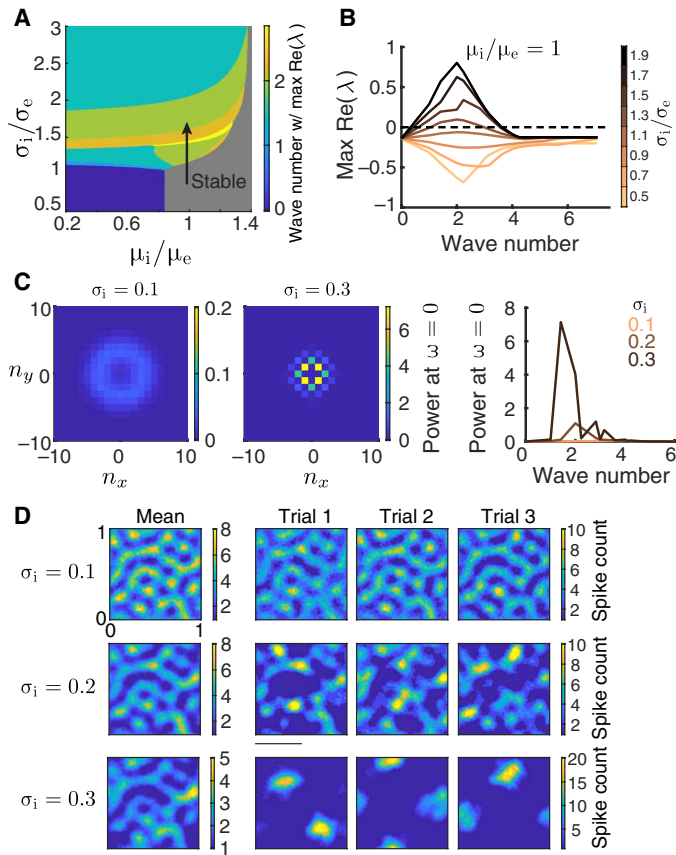 A
3
2
1
σi/σe
0.2
0.6
1
1.4
μi/μe
Stable
2
1
0
Wave number w/ max Re(λ)
B
μi/μe = 1
1
0.5
0
−0.5
−1
Max Re(λ)
0
2
4
6
Wave number
1.9
1.7
1.5
1.3
1.1
0.9
0.7
0.5
0.4
σi/σe
C
σi = 0.1
10
0
−10
ny
−10
0
10
nx
0.2
0.1
0
σi = 0.3
−10
0
10
nx
6
4
2
0
Power at ω = 0
8
6
4
2
0
Power at ω = 0
σi
0.1
0.2
0.3
0
2
4
6
Wave number
D
Mean
Trial 1
Trial 2
Trial 3
σi = 0.1
1
0
0
1
8
6
4
2
10
8
6
4
2
Spike count
σi = 0.2
8
6
4
2
10
8
6
4
2
Spike count
σi = 0.3
5
4
3
2
1
20
15
10
5
Spike count